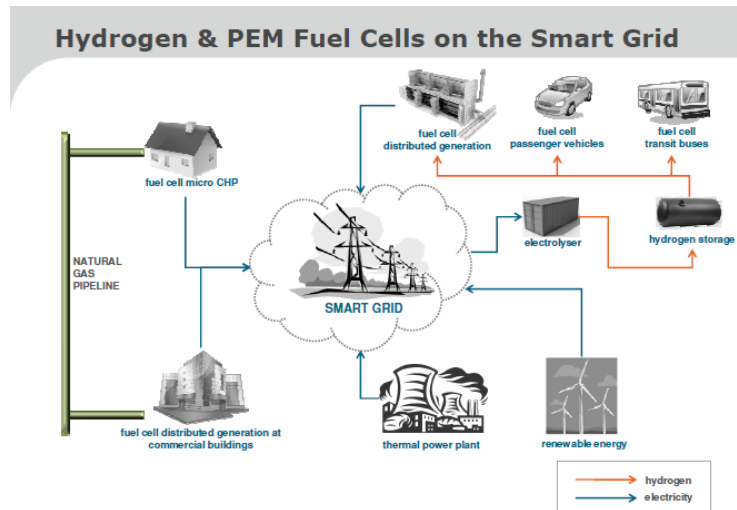 Hydrogen & PEM Fuel Cells on the Smart Grid
fuel cell
distributed generation
fuel cell
passenger vehicles
fuel cell
transit buses
fuel cell micro CHP
electrolyser
hydrogen storage
NATURAL
GAS
PIPELINE
SMART GRID
fuel cell distributed generation at
commercial buildings
thermal power plant
renewable energy
hydrogen
electricity